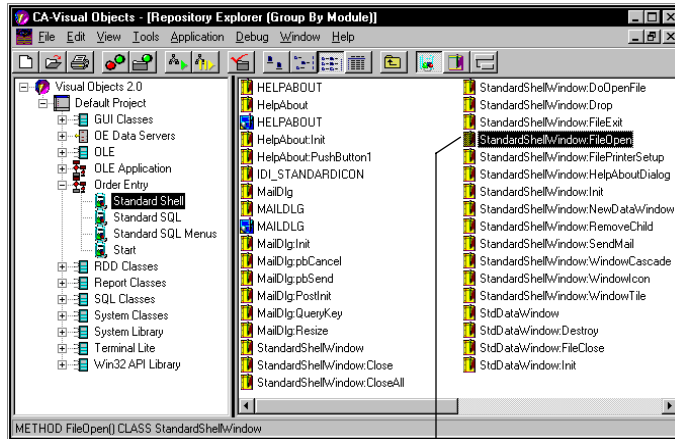 CA-Visual Objects - [Repository Explorer (Group By Module)]
File Edit View Tools Application Debug Window Help
Visual Objects 2.0
Default Project
GUI Classes
OE Data Servers
OLE
OLE Application
Order Entry
Standard Shell
Standard SQL
Standard SQL Menus
Start
RDD Classes
Report Classes
SQL Classes
System Classes
System Library
Terminal Lite
Win32 API Library
HELPABOUT
HelpAbout
HELPABOUT
HelpAbout:Init
HelpAbout:PushButton1
IDI_STANDARDICON
MailDlg
MAILDLG
MAILDLG
MailDlg:Init
MailDlg:pbCancel
MailDlg:pbSend
MailDlg:PostInit
MailDlg:QueryKey
MailDlg:Resize
StandardShellWindow
StandardShellWindow:Close
StandardShellWindow:CloseAll
StandardShellWindow:DoOpenFile
StandardShellWindow:Drop
StandardShellWindow:FileExit
StandardShellWindow:FileOpen
StandardShellWindow:FilePrinterSetup
StandardShellWindow:HelpAboutDialog
StandardShellWindow:Init
StandardShellWindow:NewDataWindow
StandardShellWindow:RemoveChild
StandardShellWindow:SendMail
StandardShellWindow:WindowCascade
StandardShellWindow:WindowIcon
StandardShellWindow:WindowTile
StdDataWindow
StdDataWindow:Destroy
StdDataWindow:FileClose
StdDataWindow:Init
METHOD FileOpen() CLASS StandardShellWindow